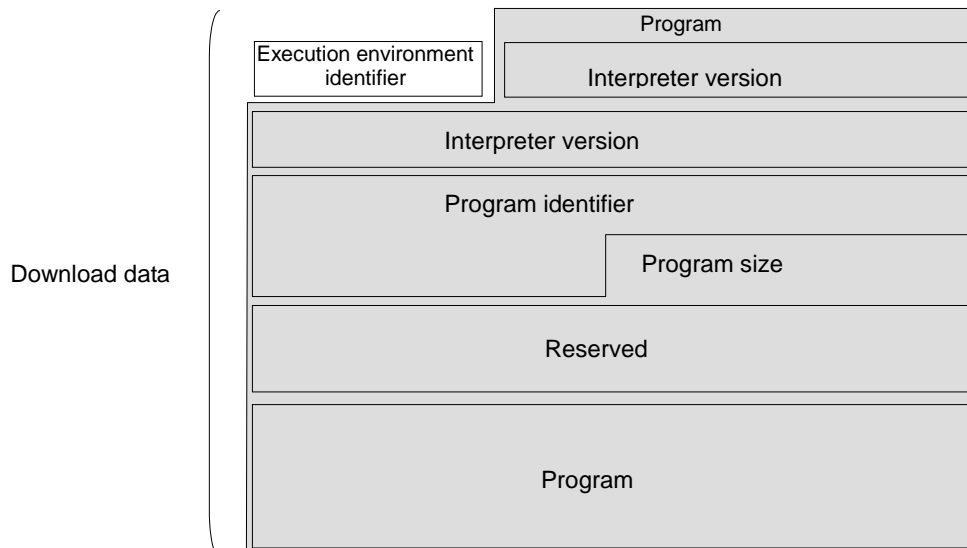 Program
Execution environment
identifier
Interpreter version
Interpreter version
Program identifier
Program size
Download data
Reserved
Program